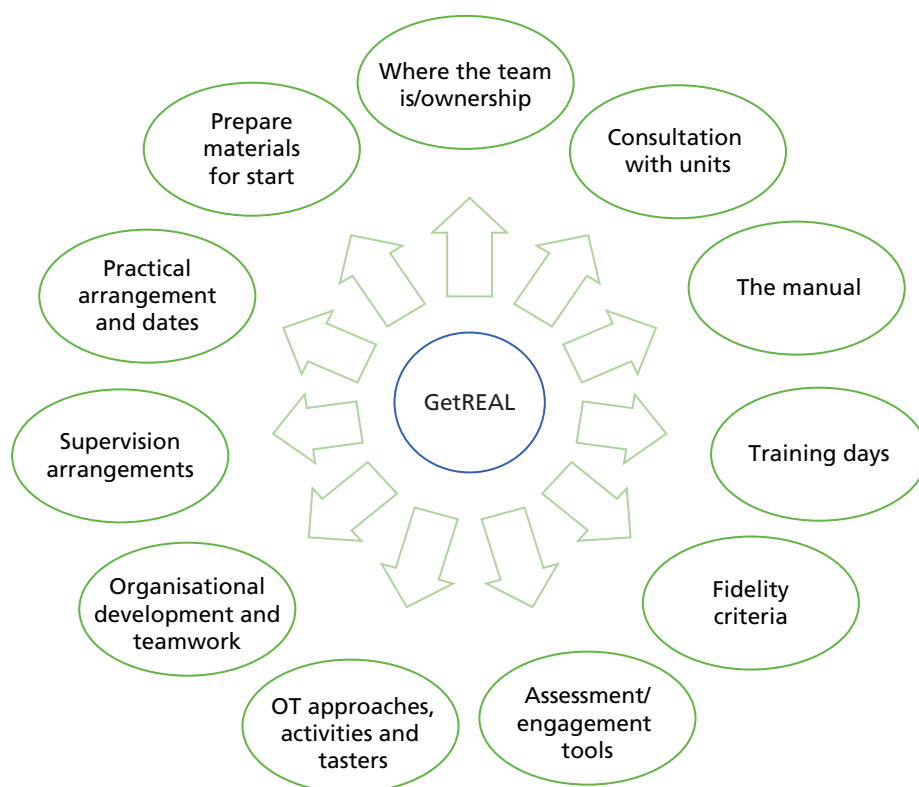 Where the team
is/ownership
Consultation
with units
The manual
Training days
Fidelity
criteria
Assessment/
engagement
tools
OT approaches,
activities and
tasters
Organisational
development and
teamwork
Supervision
arrangements
Practical
arrangement
and dates
Prepare
materials
for start
GetREAL